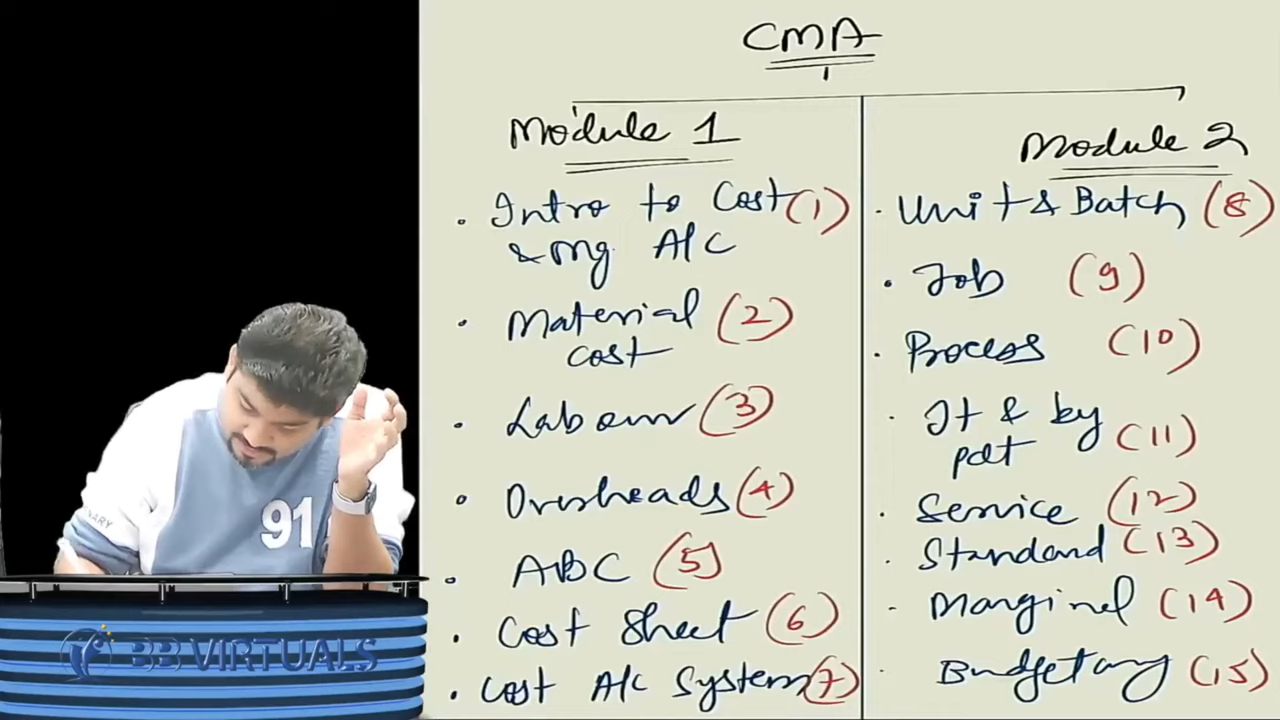 CMA
Module 1
. Intro to Cost (1)
& mg A/C
. Material (2)
cost
. Labour (3)
. Overheads (4)
. ABC (5)
. Cost Sheet (6)
. Cost A/c System (7)
Module 2
. Unit & Batch (8)
. Job (9)
. Process (10)
. Jt & by
pdt (11)
. Service (12)
. Standard (13)
. Marginal (14)
. Budgetary (15)
91
NARY
BB VIRTUALS